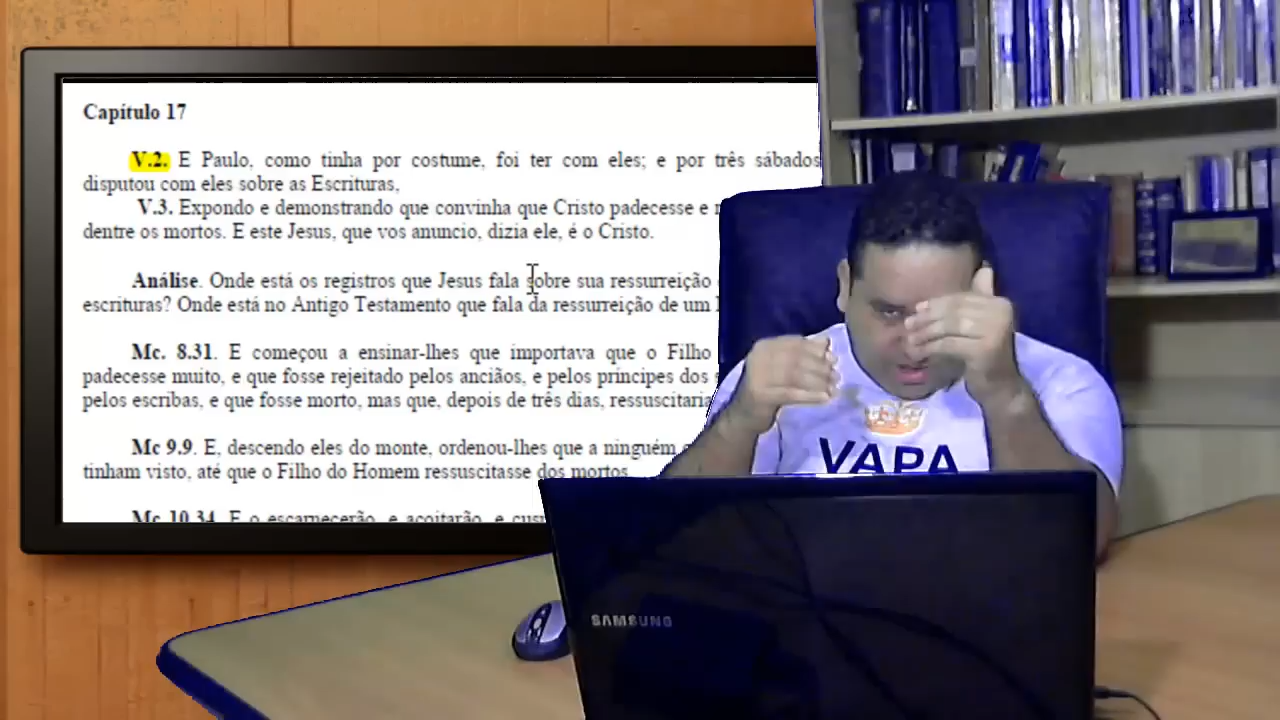 Capítulo 17
V.2. E Paulo, como tinha por costume, foi ter com eles; e por três sábados
disputou com eles sobre as Escrituras,
V.3. Expondo e demonstrando que convinha que Cristo padecesse e
dentre os mortos. E este Jesus, que vos anuncio, dizia ele, é o Cristo.
Análise. Onde está os registros que Jesus fala sobre sua ressurreição
escrituras? Onde está no Antigo Testamento que fala da ressurreição de um
Mc. 8.31. E começou a ensinar-lhes que importava que o Filho
padecesse muito, e que fosse rejeitado pelos anciãos, e pelos príncipes dos
pelos escribas, e que fosse morto, mas que, depois de três dias, ressuscitaria
Mc 9.9. E, descendo eles do monte, ordenou-lhes que a ninguém
tinham visto, até que o Filho do Homem ressuscitasse dos mortos.
Mc 10.34. E o escarnecerão, e açoitarão, e
VAPA
SAMSUNG